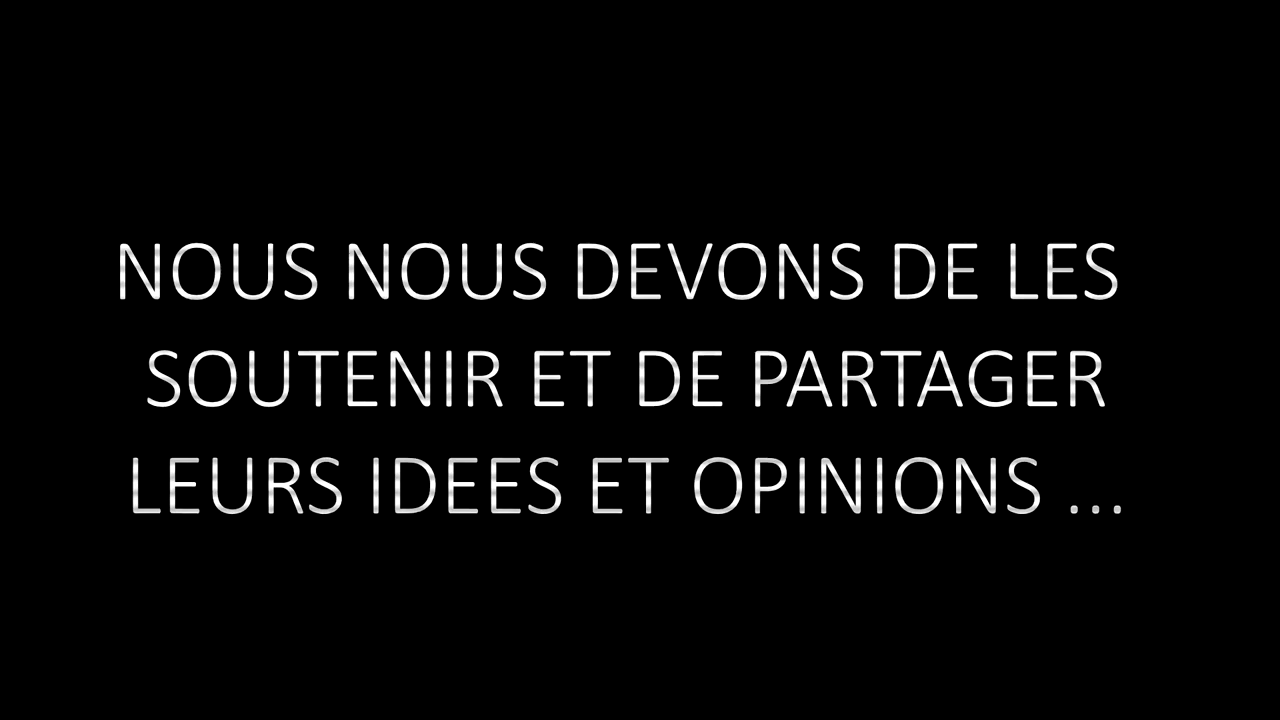 NOUS NOUS DEVONS DE LES
SOUTENIR ET DE PARTAGER
LEURS IDEES ET OPINIONS ...